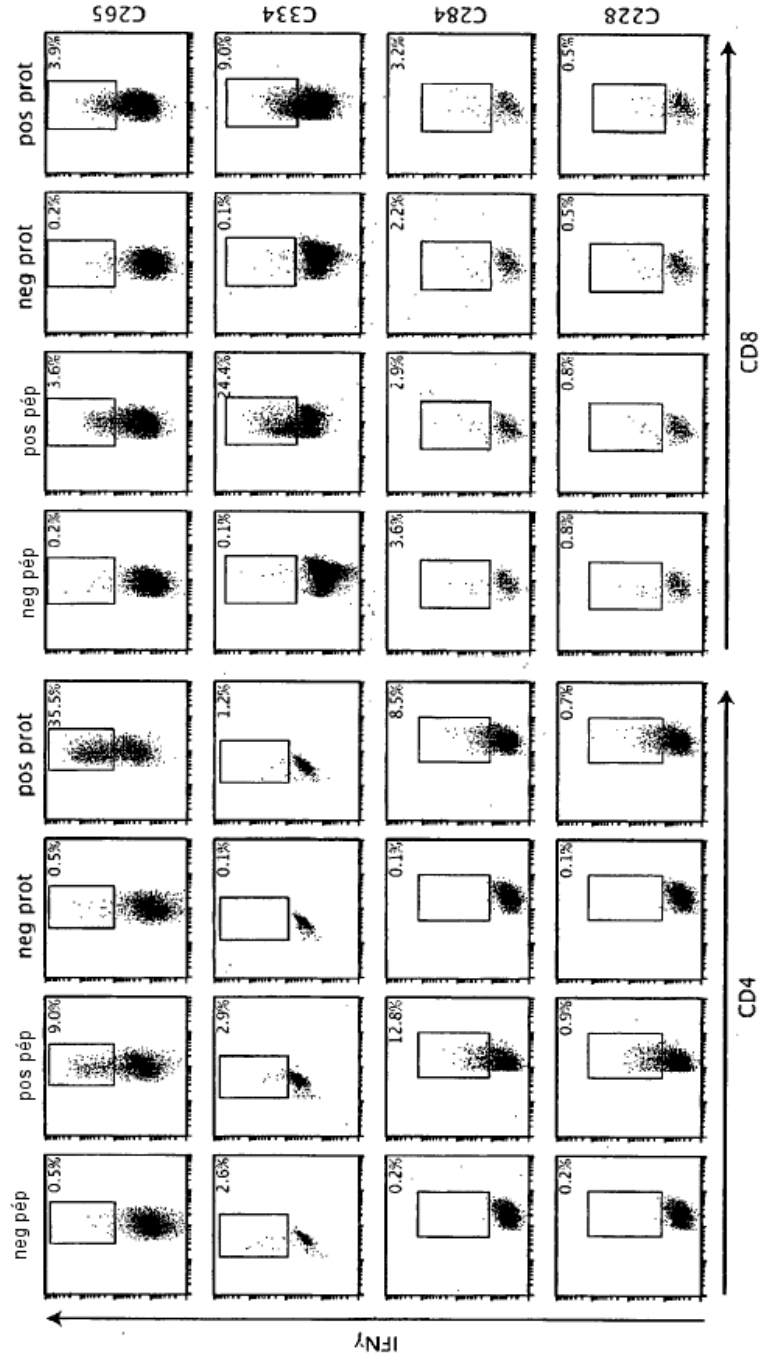 neg pép pos pép neg prot pos prot neg pép pos pép neg prot pos prot
0.5% 9.0% 0.5% 35.5% 0.2% 3.6% 0.2% 3.9% C265
2.6% 2.9% 0.1% 1.2% 0.1% 24.4% 0.1% 9.0% C334
0.2% 12.8% 0.1% 8.5% 3.6% 2.9% 2.2% 3.2% C284
0.2% 0.9% 0.1% 0.7% 0.8% 0.8% 0.5% 0.5% C228
IFNγ
CD4 CD8